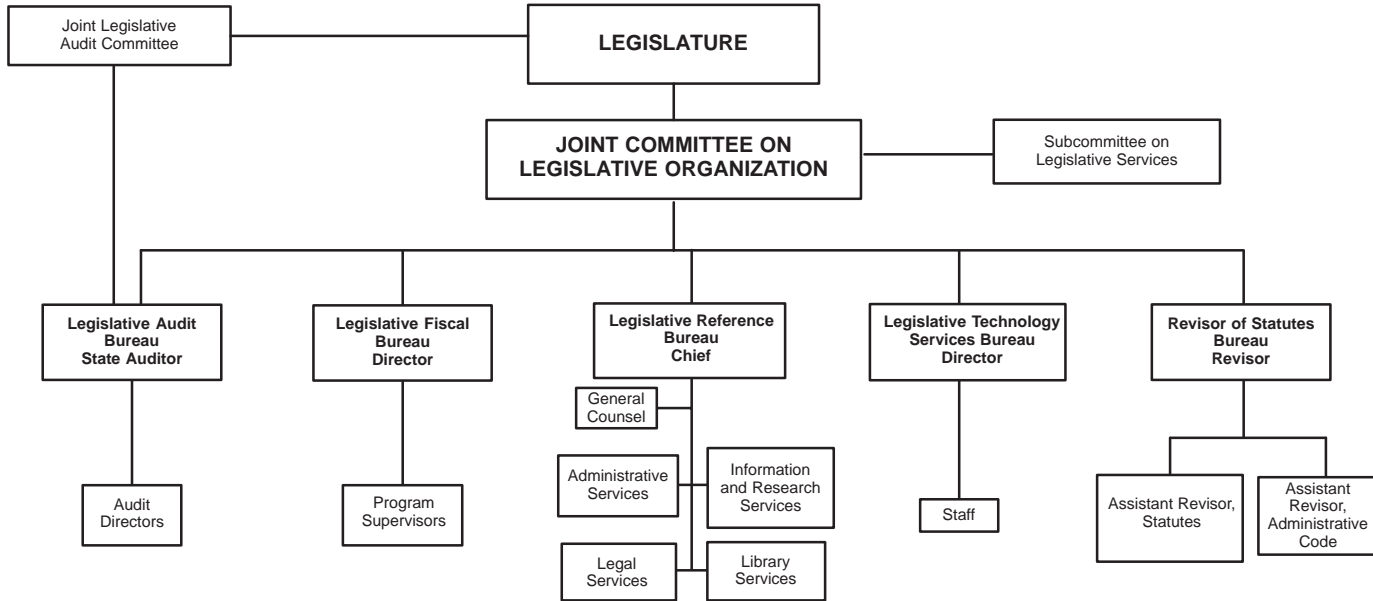 Joint Legislative
Audit Committee
LEGISLATURE
JOINT COMMITTEE ON
LEGISLATIVE ORGANIZATION
Subcommittee on
Legislative Services
Legislative Audit
Bureau
State Auditor
Legislative Fiscal
Bureau
Director
Legislative Reference
Bureau
Chief
Legislative Technology
Services Bureau
Director
Revisor of Statutes
Bureau
Revisor
General
Counsel
Administrative
Services
Information
and Research
Services
Legal
Services
Library
Services
Audit
Directors
Program
Supervisors
Staff
Assistant Revisor,
Statutes
Assistant
Revisor,
Administrative
Code